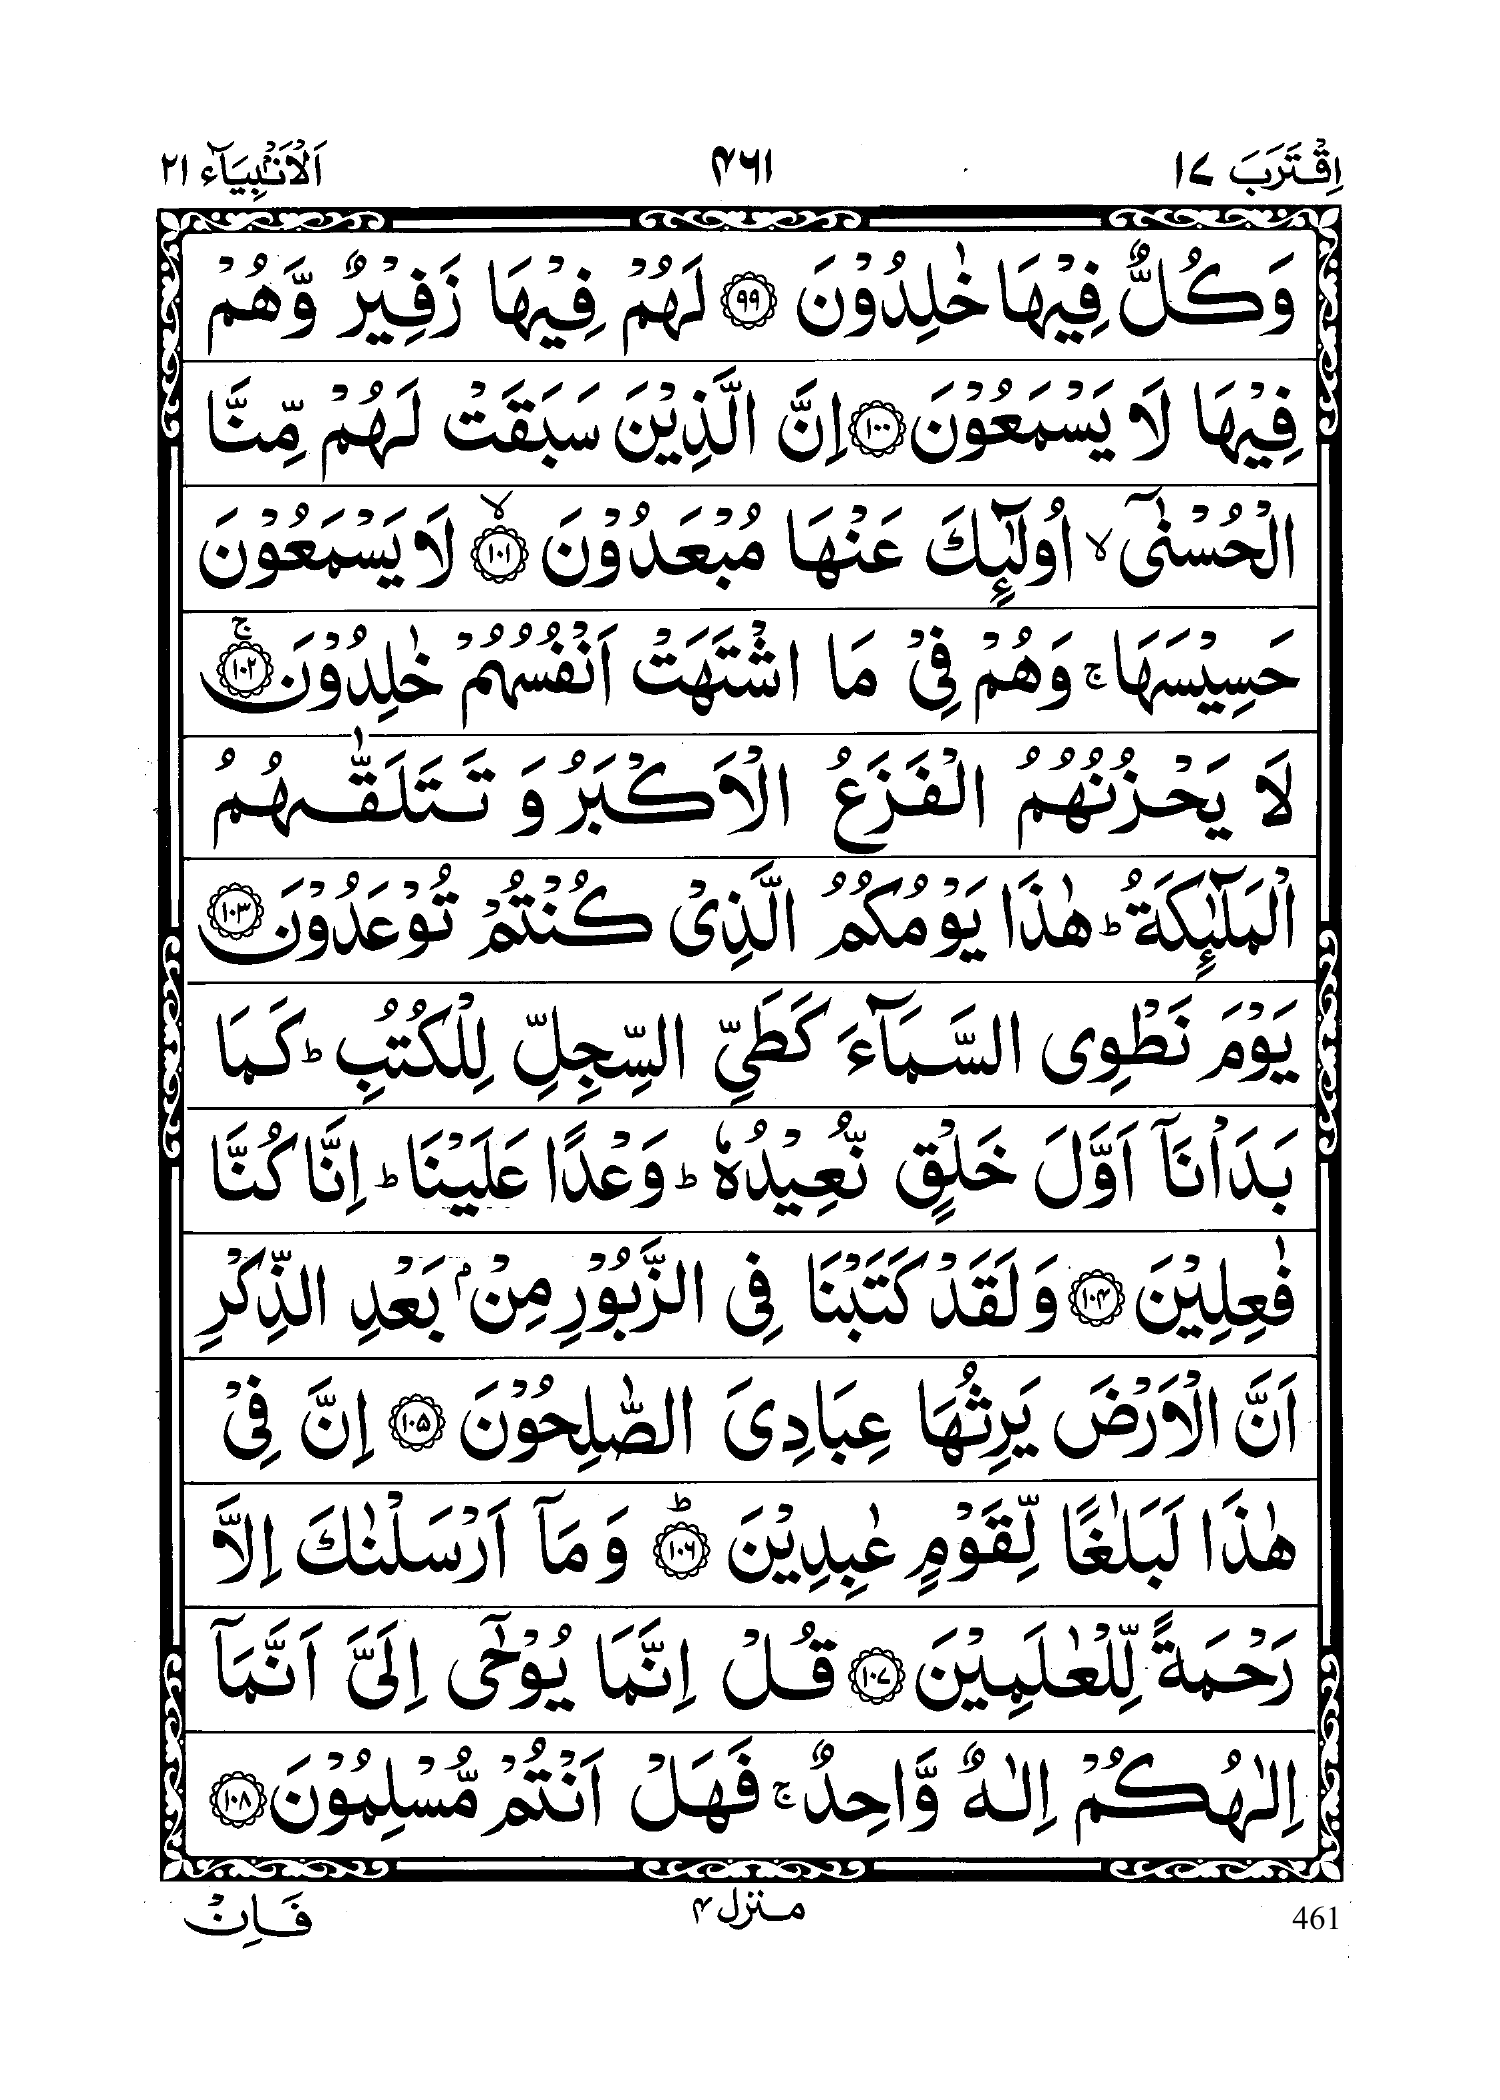 اِقْتَرَبَ ۱۷ ۴۶۱ اَلْاَنْۢبِيَآء ۲۱
وَكُلٌّ فِيْهَا خٰلِدُوْنَ ۹۹ لَهُمْ فِيْهَا زَفِيْرٌ وَّهُمْ
فِيْهَا لَا يَسْمَعُوْنَ ۱۰۰ اِنَّ الَّذِيْنَ سَبَقَتْ لَهُمْ مِّنَّا
الْحُسْنٰٓى ۙ اُولٰٓئِكَ عَنْهَا مُبْعَدُوْنَ ۙ ۱۰۱ لَا يَسْمَعُوْنَ
حَسِيْسَهَا ۚ وَهُمْ فِيْ مَا اشْتَهَتْ اَنْفُسُهُمْ خٰلِدُوْنَ ۚ ۱۰۲
لَا يَحْزُنُهُمُ الْفَزَعُ الْاَكْبَرُ وَ تَتَلَقّٰىهُمُ
الْمَلٰٓئِكَةُ ؕ هٰذَا يَوْمُكُمُ الَّذِيْ كُنْتُمْ تُوْعَدُوْنَ ۱۰۳
يَوْمَ نَطْوِى السَّمَآءَ كَطَيِّ السِّجِلِّ لِلْكُتُبِ ؕ كَمَا
بَدَاْنَآ اَوَّلَ خَلْقٍ نُّعِيْدُهٗ ؕ وَعْدًا عَلَيْنَا ؕ اِنَّا كُنَّا
فٰعِلِيْنَ ۱۰۴ وَلَقَدْ كَتَبْنَا فِى الزَّبُوْرِ مِنْۢ بَعْدِ الذِّكْرِ
اَنَّ الْاَرْضَ يَرِثُهَا عِبَادِىَ الصّٰلِحُوْنَ ۱۰۵ اِنَّ فِيْ
هٰذَا لَبَلٰغًا لِّقَوْمٍ عٰبِدِيْنَ ؕ ۱۰۶ وَمَآ اَرْسَلْنٰكَ اِلَّا
رَحْمَةً لِّلْعٰلَمِيْنَ ۱۰۷ قُلْ اِنَّمَا يُوْحٰٓى اِلَيَّ اَنَّمَآ
اِلٰهُكُمْ اِلٰهٌ وَّاحِدٌ ۚ فَهَلْ اَنْتُمْ مُّسْلِمُوْنَ ۱۰۸
461 منزل ۴ فَاِنْ